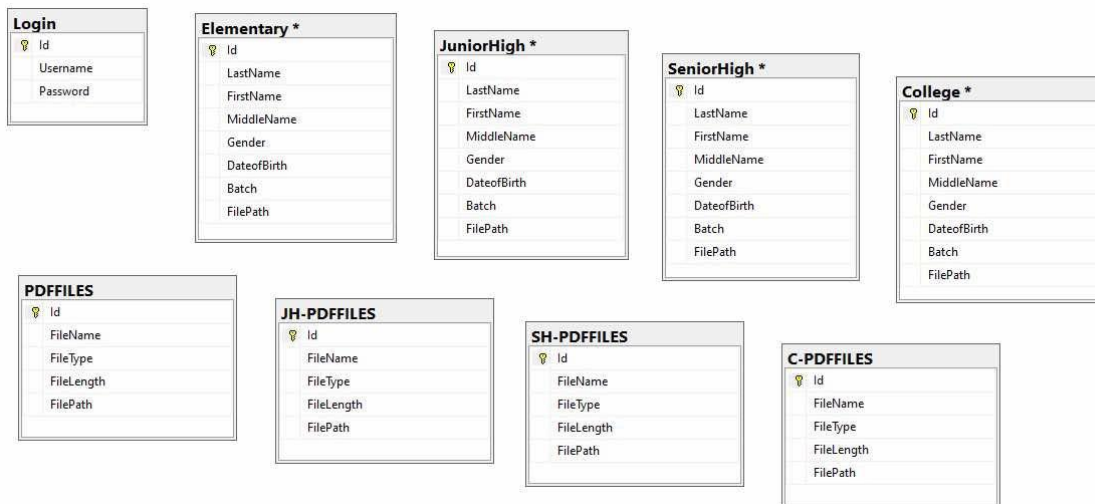 Login
Id
Username
Password
Elementary *
Id
LastName
FirstName
MiddleName
Gender
DateofBirth
Batch
FilePath
JuniorHigh *
Id
LastName
FirstName
MiddleName
Gender
DateofBirth
Batch
FilePath
SeniorHigh *
Id
LastName
FirstName
MiddleName
Gender
DateofBirth
Batch
FilePath
College *
Id
LastName
FirstName
MiddleName
Gender
DateofBirth
Batch
FilePath
PDFFILES
Id
FileName
FileType
FileLength
FilePath
JH-PDFFILES
Id
FileName
FileType
FileLength
FilePath
SH-PDFFILES
Id
FileName
FileType
FileLength
FilePath
C-PDFFILES
Id
FileName
FileType
FileLength
FilePath